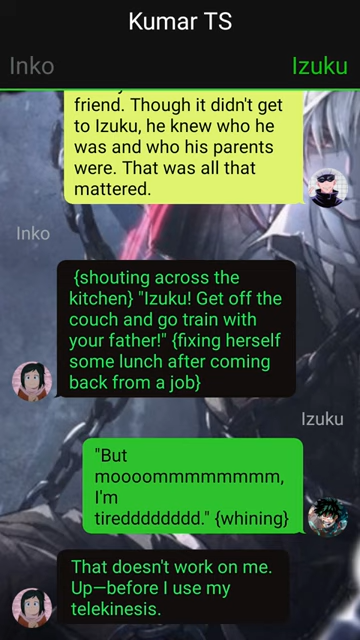 Kumar TS
Inko
Izuku
friend. Though it didn't get
to Izuku, he knew who he
was and who his parents
were. That was all that
mattered.
Inko
{shouting across the
kitchen} "Izuku! Get off the
couch and go train with
your father!" {fixing herself
some lunch after coming
back from a job}
Izuku
"But
moooommmmmmmm,
I'm
tiredddddddd." {whining}
That doesn't work on me.
Up—before I use my
telekinesis.